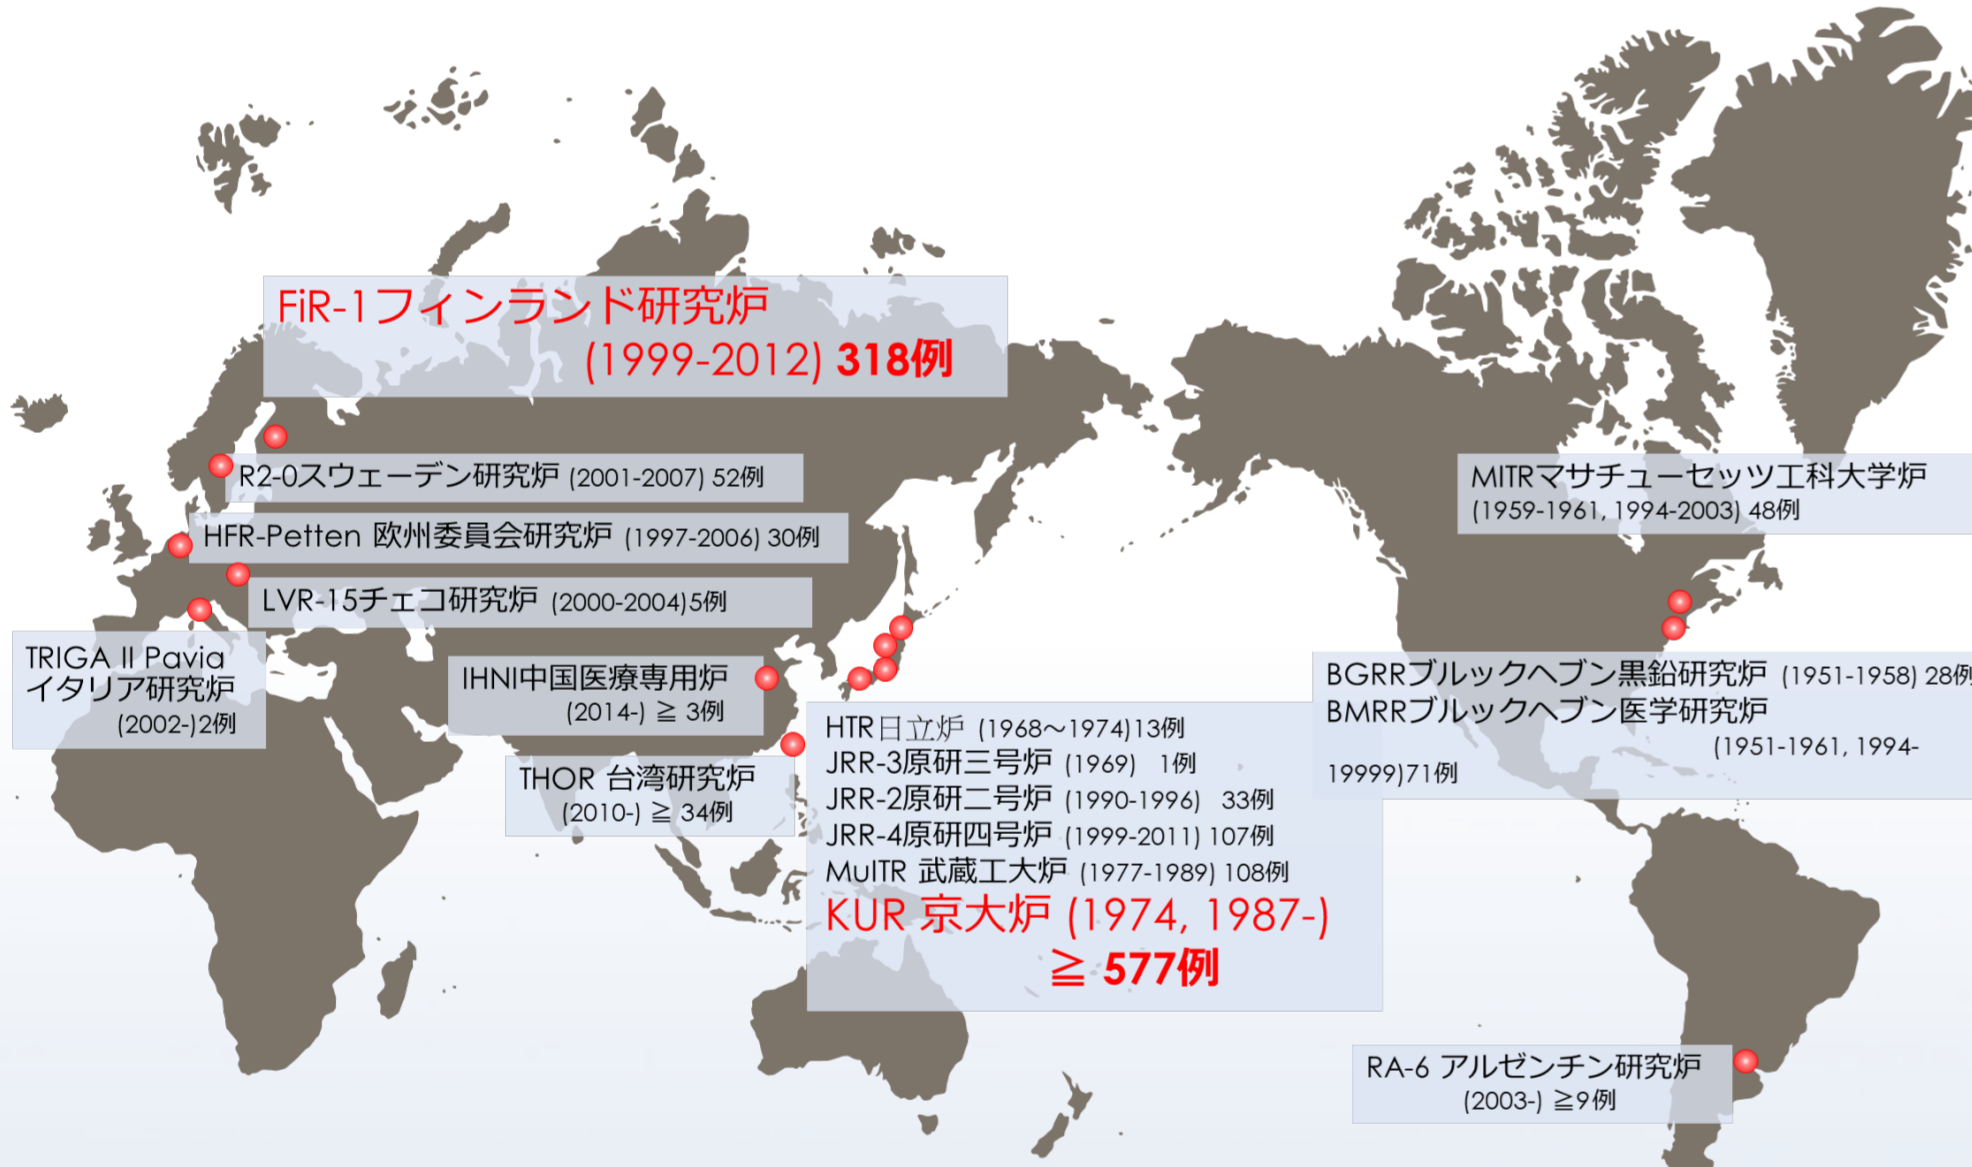 FiR-1フィンランド研究炉
(1999-2012) 318例
R2-0スウェーデン研究炉 (2001-2007) 52例
HFR-Petten 欧州委員会研究炉 (1997-2006) 30例
LVR-15チェコ研究炉 (2000-2004)5例
TRIGA II Pavia
イタリア研究炉
(2002-)2例
IHNI中国医療専用炉
(2014-) ≧ 3例
THOR 台湾研究炉
(2010-) ≧ 34例
HTR日立炉 (1968～1974)13例
JRR-3原研三号炉 (1969) 1例
JRR-2原研二号炉 (1990-1996) 33例
JRR-4原研四号炉 (1999-2011) 107例
MuITR 武蔵工大炉 (1977-1989) 108例
KUR 京大炉 (1974, 1987-)
≧ 577例
MITRマサチューセッツ工科大学炉
(1959-1961, 1994-2003) 48例
BGRRブルックヘブン黒鉛研究炉 (1951-1958) 28例
BMRRブルックヘブン医学研究炉
(1951-1961, 1994-
19999)71例
RA-6 アルゼンチン研究炉
(2003-) ≧9例